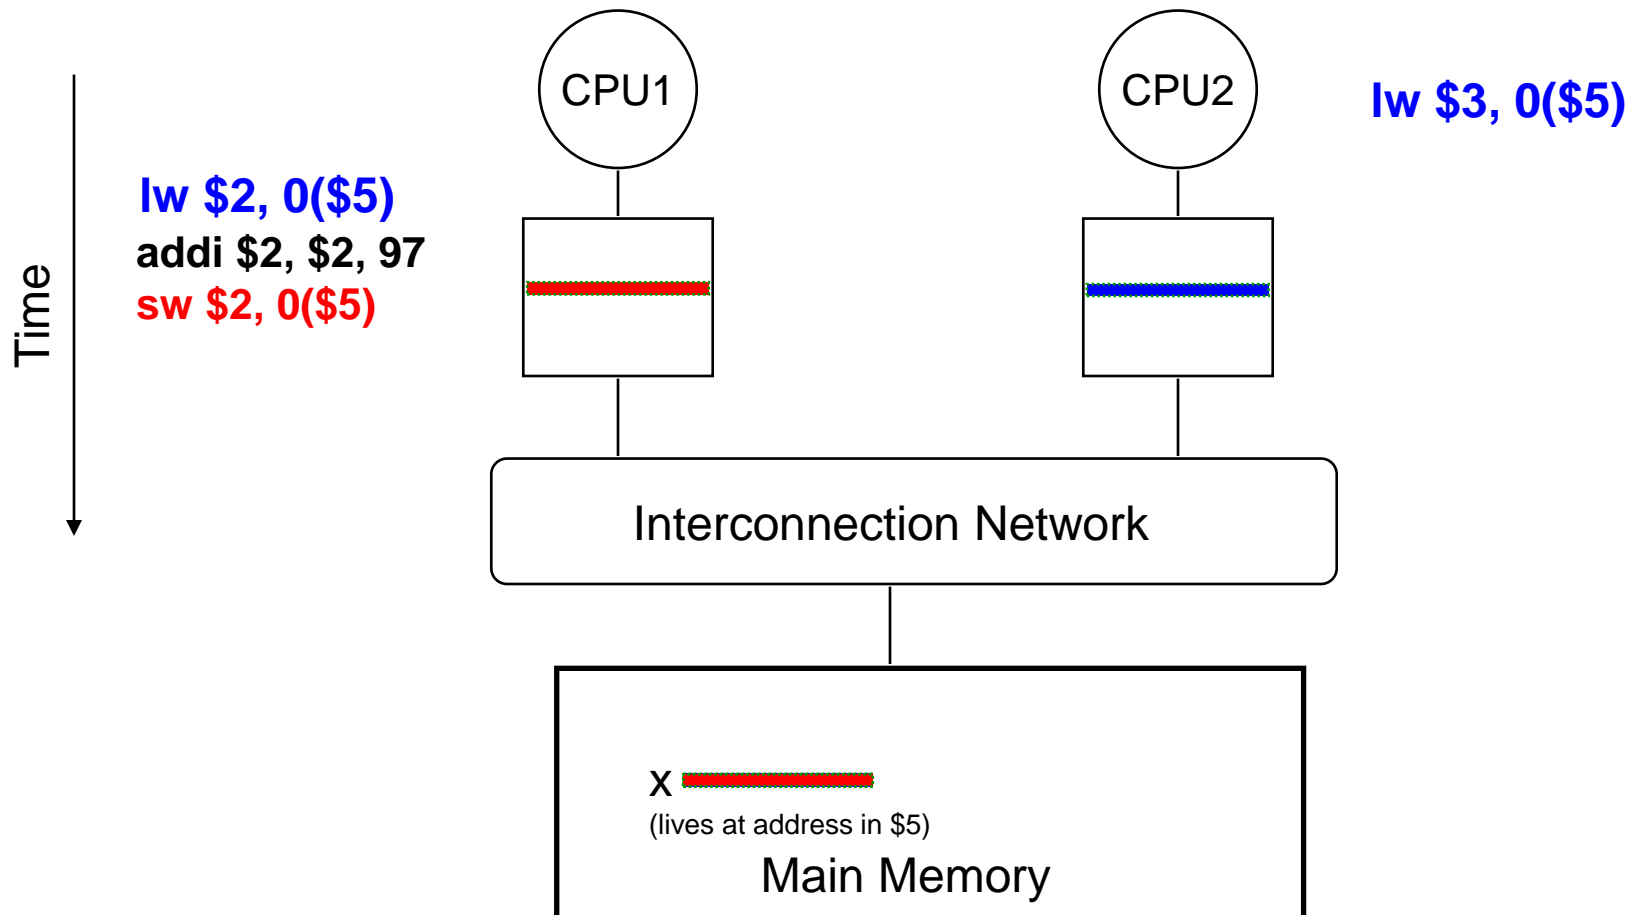 CPU1
CPU2
lw $3, 0($5)
lw $2, 0($5)
addi $2, $2, 97
sw $2, 0($5)
Time
Interconnection Network
x
(lives at address in $5)
Main Memory